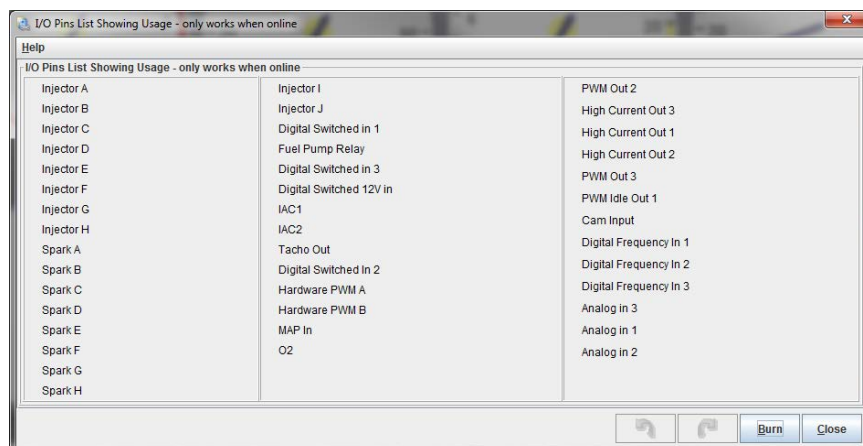 I/O Pins List Showing Usage - only works when online
Help
I/O Pins List Showing Usage - only works when online
Injector A
Injector B
Injector C
Injector D
Injector E
Injector F
Injector G
Injector H
Spark A
Spark B
Spark C
Spark D
Spark E
Spark F
Spark G
Spark H
Injector I
Injector J
Digital Switched in 1
Fuel Pump Relay
Digital Switched in 3
Digital Switched 12V in
IAC1
IAC2
Tacho Out
Digital Switched In 2
Hardware PWM A
Hardware PWM B
MAP In
O2
PWM Out 2
High Current Out 3
High Current Out 1
High Current Out 2
PWM Out 3
PWM Idle Out 1
Cam Input
Digital Frequency In 1
Digital Frequency In 2
Digital Frequency In 3
Analog in 3
Analog in 1
Analog in 2
Burn
Close